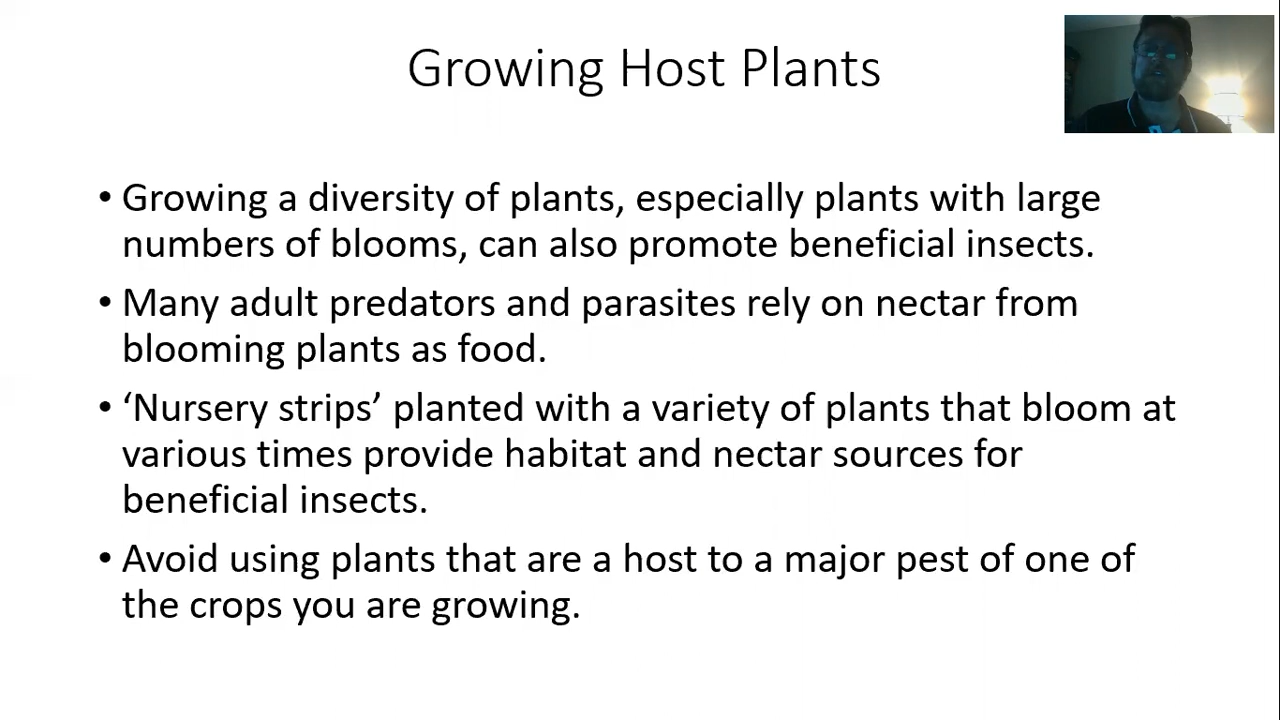 Growing Host Plants
• Growing a diversity of plants, especially plants with large
numbers of blooms, can also promote beneficial insects.
• Many adult predators and parasites rely on nectar from
blooming plants as food.
• ‘Nursery strips’ planted with a variety of plants that bloom at
various times provide habitat and nectar sources for
beneficial insects.
• Avoid using plants that are a host to a major pest of one of
the crops you are growing.